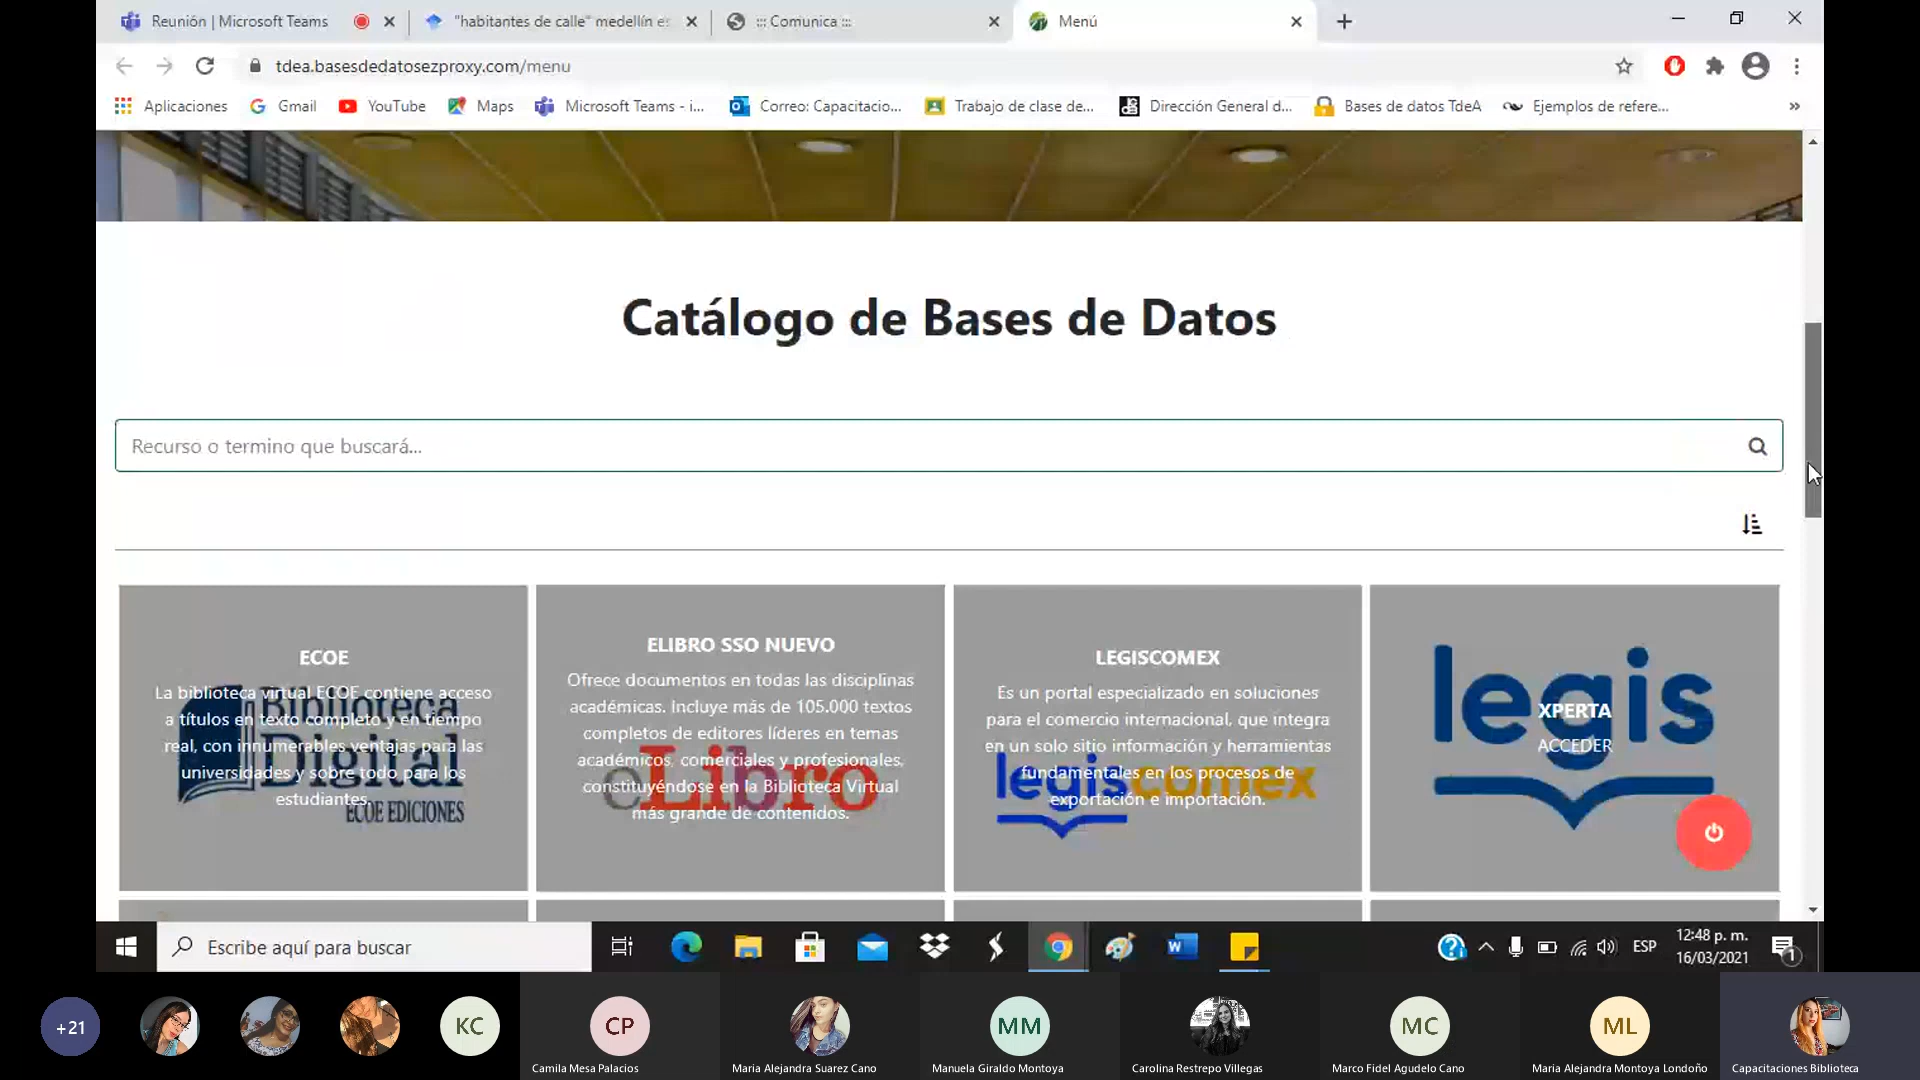 Reunión | Microsoft Teams
"habitantes de calle" medellín es
::: Comunica :::
Menú
tdea.basesdedatosezproxy.com/menu
Aplicaciones
Gmail
YouTube
Maps
Microsoft Teams - i...
Correo: Capacitacio...
Trabajo de clase de...
Dirección General d...
Bases de datos TdeA
Ejemplos de refere...
»
Catálogo de Bases de Datos
Recurso o termino que buscará...
ECOE
La biblioteca virtual ECOE contiene acceso
a títulos en texto completo y en tiempo
real, con innumerables ventajas para las
universidades y sobre todo para los
estudiantes.
Biblioteca
Digital
ECOE EDICIONES
ELIBRO SSO NUEVO
Ofrece documentos en todas las disciplinas
académicas. Incluye más de 105.000 textos
completos de editores líderes en temas
académicos, comerciales y profesionales,
constituyéndose en la Biblioteca Virtual
más grande de contenidos.
eLibro
LEGISCOMEX
Es un portal especializado en soluciones
para el comercio internacional, que integra
en un solo sitio información y herramientas
fundamentales en los procesos de
exportación e importación.
legiscomex
legis
XPERTA
ACCEDER
Escribe aquí para buscar
ESP
12:48 p. m.
16/03/2021
1
+21
KC
CP
Camila Mesa Palacios
Maria Alejandra Suarez Cano
MM
Manuela Giraldo Montoya
Carolina Restrepo Villegas
MC
Marco Fidel Agudelo Cano
ML
Maria Alejandra Montoya Londoño
Capacitaciones Biblioteca